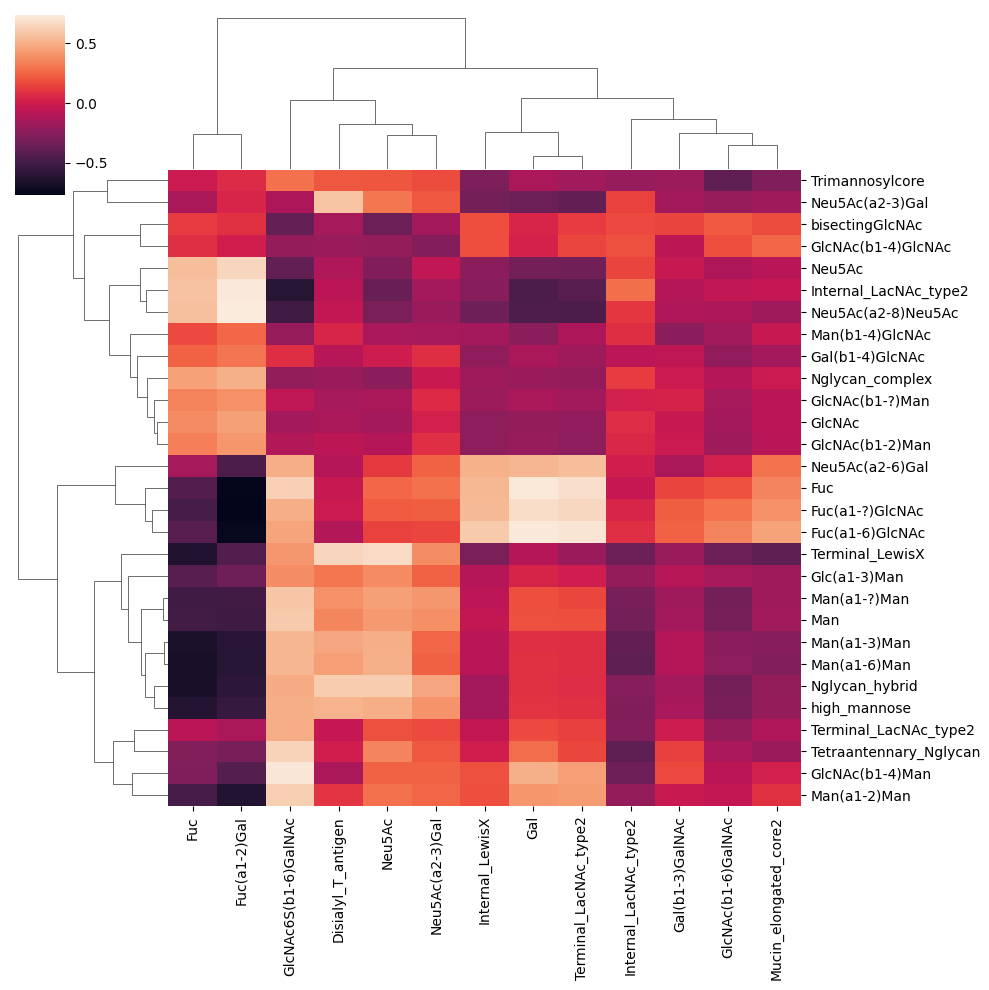 0.5
0.0
−0.5
Trimannosylcore
Neu5Ac(a2-3)Gal
bisectingGlcNAc
GlcNAc(b1-4)GlcNAc
Neu5Ac
Internal_LacNAc_type2
Neu5Ac(a2-8)Neu5Ac
Man(b1-4)GlcNAc
Gal(b1-4)GlcNAc
Nglycan_complex
GlcNAc(b1-?)Man
GlcNAc
GlcNAc(b1-2)Man
Neu5Ac(a2-6)Gal
Fuc
Fuc(a1-?)GlcNAc
Fuc(a1-6)GlcNAc
Terminal_LewisX
Glc(a1-3)Man
Man(a1-?)Man
Man
Man(a1-3)Man
Man(a1-6)Man
Nglycan_hybrid
high_mannose
Terminal_LacNAc_type2
Tetraantennary_Nglycan
GlcNAc(b1-4)Man
Man(a1-2)Man
Fuc
Fuc(a1-2)Gal
GlcNAc6S(b1-6)GalNAc
Disialyl_T_antigen
Neu5Ac
Neu5Ac(a2-3)Gal
Internal_LewisX
Gal
Terminal_LacNAc_type2
Internal_LacNAc_type2
Gal(b1-3)GalNAc
GlcNAc(b1-6)GalNAc
Mucin_elongated_core2